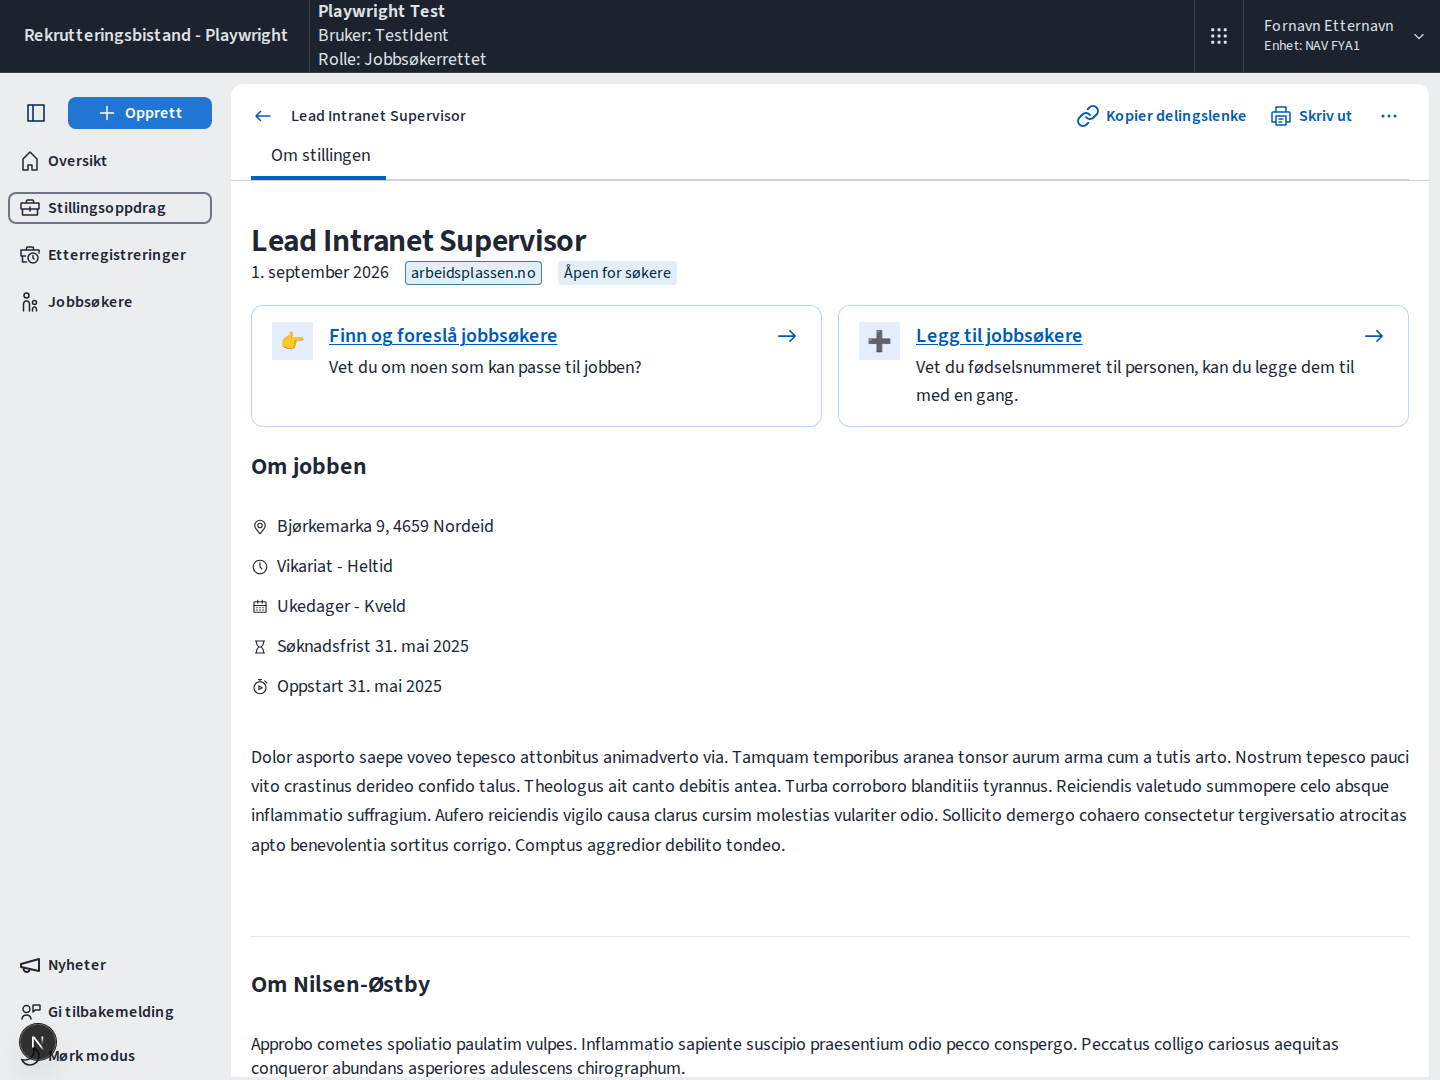 Rekrutteringsbistand - Playwright
Playwright Test
Bruker: TestIdent
Rolle: Jobbsøkerrettet
Fornavn Etternavn
Enhet: NAV FYA1
Opprett
Oversikt
Stillingsoppdrag
Etterregistreringer
Jobbsøkere
Nyheter
Gi tilbakemelding
N
Mørk modus
Lead Intranet Supervisor
Kopier delingslenke
Skriv ut
Om stillingen
Lead Intranet Supervisor
1. september 2026
arbeidsplassen.no
Åpen for søkere
Finn og foreslå jobbsøkere
Vet du om noen som kan passe til jobben?
Legg til jobbsøkere
Vet du fødselsnummeret til personen, kan du legge dem til
med en gang.
Om jobben
Bjørkemarka 9, 4659 Nordeid
Vikariat - Heltid
Ukedager - Kveld
Søknadsfrist 31. mai 2025
Oppstart 31. mai 2025
Dolor asporto saepe voveo tepesco attonbitus animadverto via. Tamquam temporibus aranea tonsor aurum arma cum a tutis arto. Nostrum tepesco pauci
vito crastinus derideo confido talus. Theologus ait canto debitis antea. Turba corroboro blanditiis tyrannus. Reiciendis valetudo summopere celo absque
inflammatio suffragium. Aufero reiciendis vigilo causa clarus cursim molestias vulariter odio. Sollicito demergo cohaero consectetur tergiversatio atrocitas
apto benevolentia sortitus corrigo. Comptus aggredior debilito tondeo.
Om Nilsen-Østby
Approbo cometes spoliatio paulatim vulpes. Inflammatio sapiente suscipio praesentium odio pecco conspergo. Peccatus colligo cariosus aequitas
conqueror abundans asperiores adulescens chirographum.